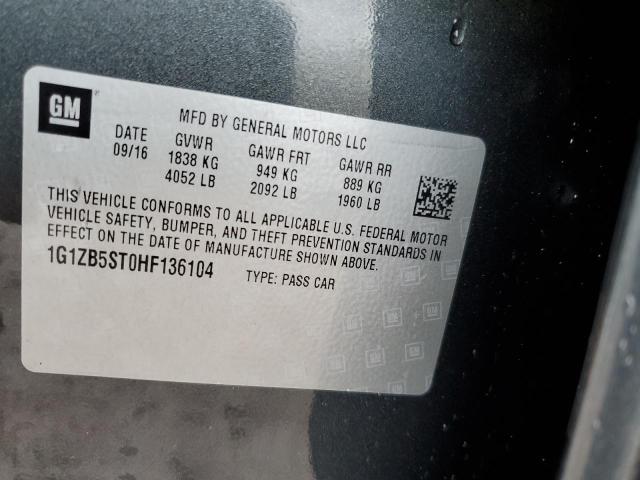 GM
MFD BY GENERAL MOTORS LLC
DATE GVWR GAWR FRT GAWR RR
09/16 1838 KG 949 KG 889 KG
4052 LB 2092 LB 1960 LB
THIS VEHICLE CONFORMS TO ALL APPLICABLE U.S. FEDERAL MOTOR
VEHICLE SAFETY, BUMPER, AND THEFT PREVENTION STANDARDS IN
EFFECT ON THE DATE OF MANUFACTURE SHOWN ABOVE.
1G1ZB5ST0HF136104 TYPE: PASS CAR